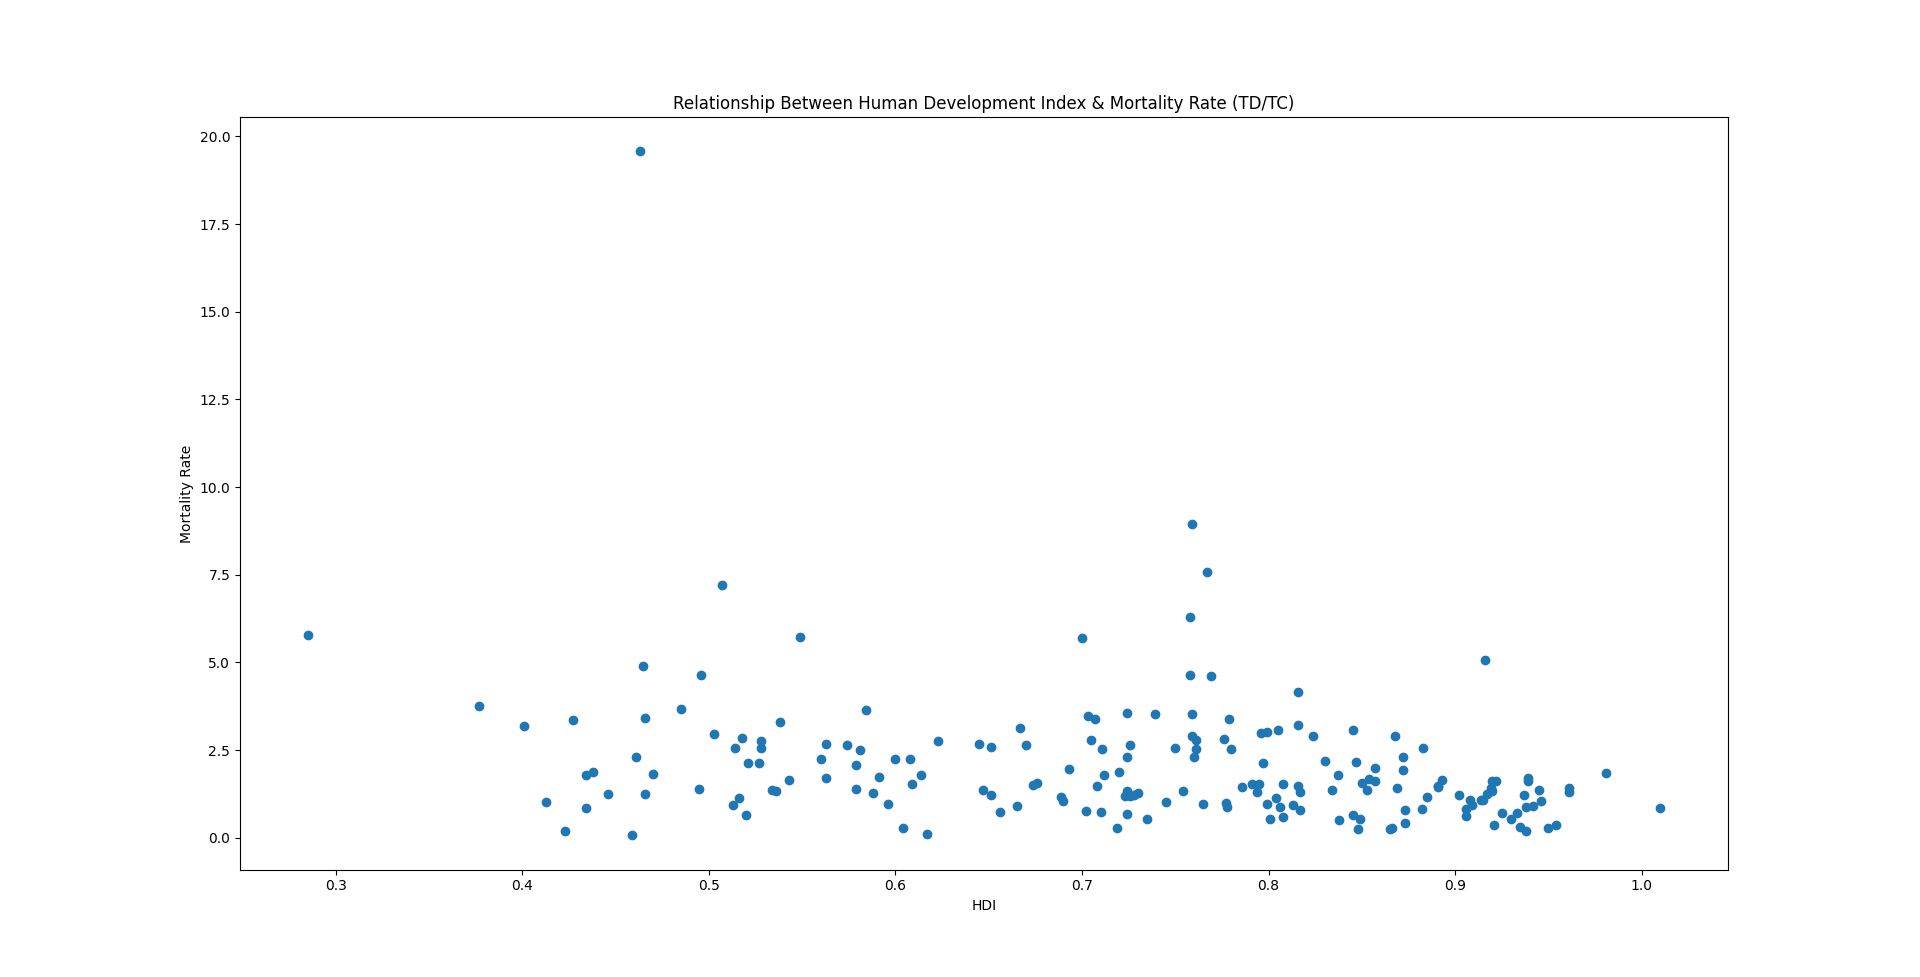 Relationship Between Human Development Index & Mortality Rate (TD/TC)
20.0
17.5
15.0
12.5
10.0
7.5
5.0
2.5
0.0
Mortality Rate
0.3 0.4 0.5 0.6 0.7 0.8 0.9 1.0
HDI